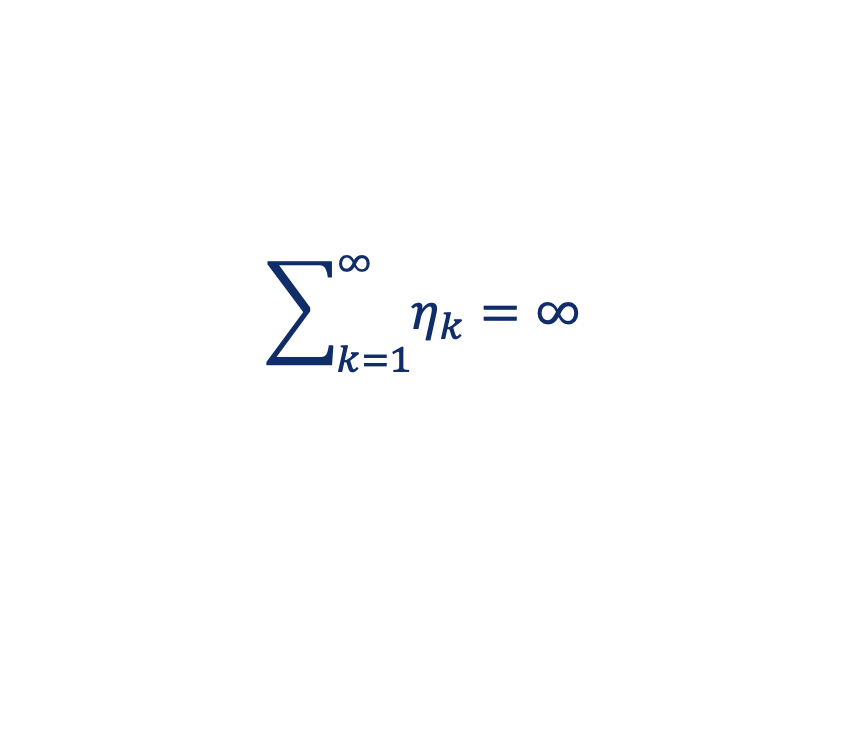 ∑_{k=1}^{∞} η_k = ∞